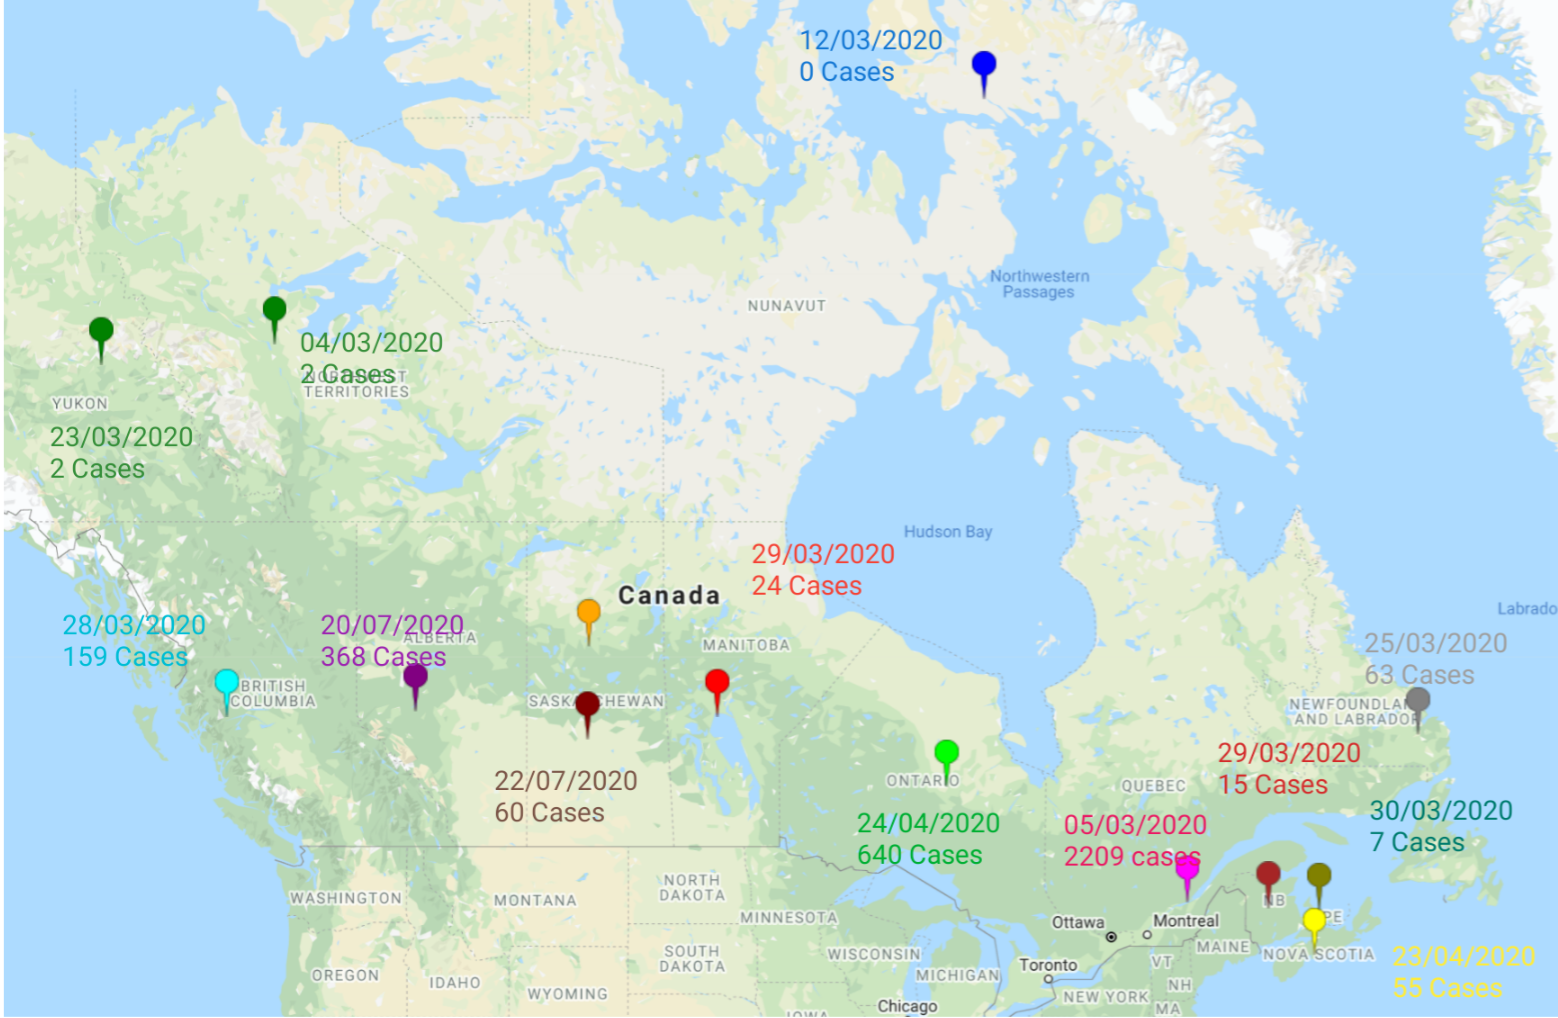 12/03/2020
0 Cases
Northwestern
Passages
NUNAVUT
04/03/2020
2 Cases
NORTHWEST
TERRITORIES
YUKON
23/03/2020
2 Cases
Hudson Bay
29/03/2020
24 Cases
Canada
Labrado
28/03/2020
159 Cases
20/07/2020
ALBERTA
368 Cases
MANITOBA
25/03/2020
63 Cases
BRITISH
COLUMBIA
SASKATCHEWAN
NEWFOUNDLAND
AND LABRADOR
29/03/2020
15 Cases
22/07/2020
60 Cases
ONTARIO
QUEBEC
24/04/2020
640 Cases
05/03/2020
2209 cases
30/03/2020
7 Cases
WASHINGTON
MONTANA
NORTH
DAKOTA
MINNESOTA
Ottawa
Montreal
NB
PE
OREGON
IDAHO
WYOMING
SOUTH
DAKOTA
WISCONSIN
MICHIGAN
Toronto
VT
MAINE
NOVA SCOTIA
23/04/2020
55 Cases
NH
NEW YORK
MA
Chicago
IOWA